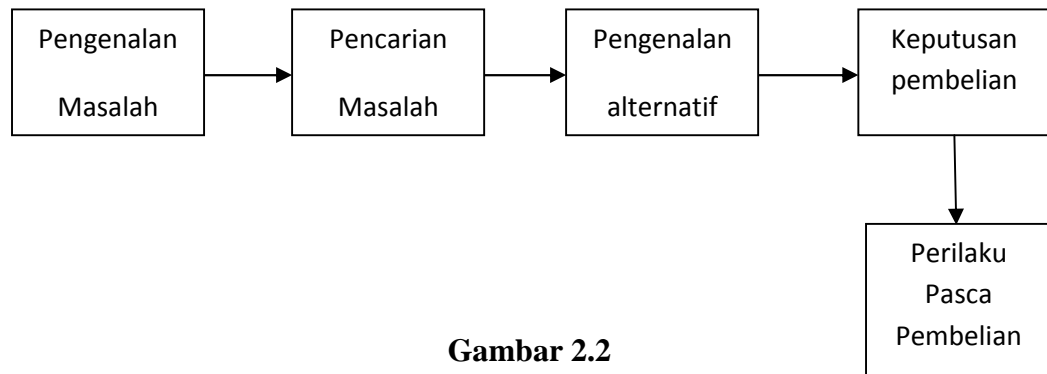 Pengenalan
Masalah
Pencarian
Masalah
Pengenalan
alternatif
Keputusan
pembelian
Perilaku
Pasca
Pembelian
Gambar 2.2